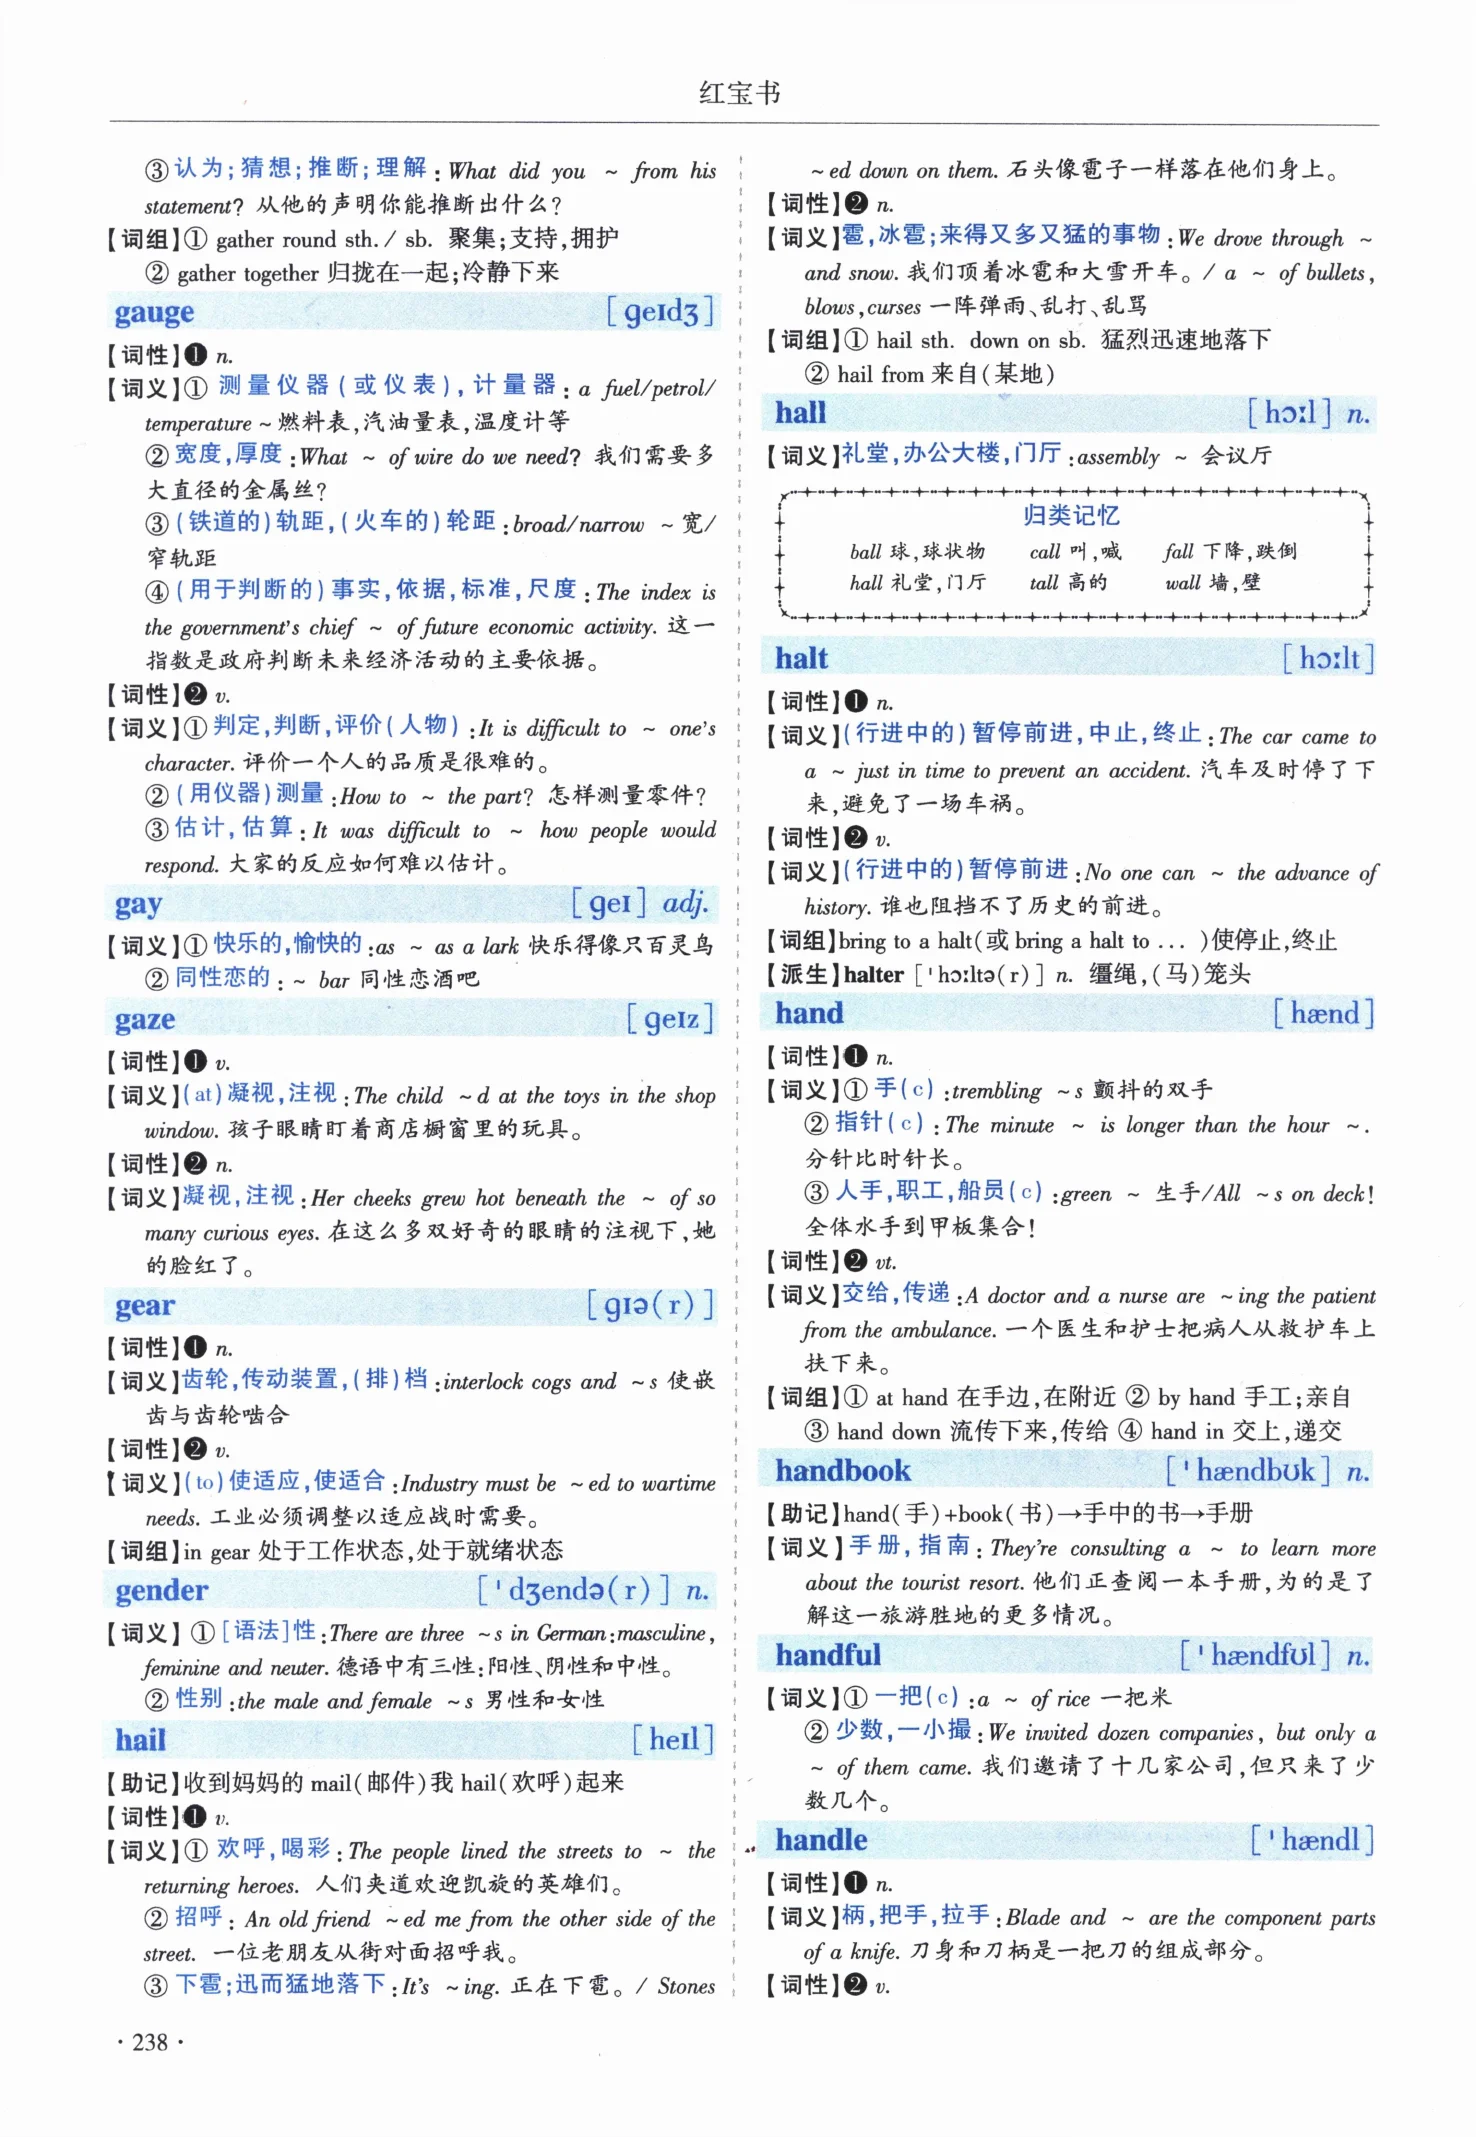 红宝书
③认为;猜想;推断;理解:What did you ~ from his
statement? 从他的声明你能推断出什么?
【词组】① gather round sth. / sb. 聚集;支持,拥护
② gather together 归拢在一起;冷静下来
gauge [ɡeɪdʒ]
【词性】❶ n.
【词义】① 测量仪器(或仪表),计量器:a fuel/petrol/
temperature ~ 燃料表,汽油量表,温度计等
②宽度,厚度:What ~ of wire do we need? 我们需要多
大直径的金属丝?
③(铁道的)轨距,(火车的)轮距:broad/narrow ~ 宽/
窄轨距
④(用于判断的)事实,依据,标准,尺度:The index is
the government's chief ~ of future economic activity. 这一
指数是政府判断未来经济活动的主要依据。
【词性】❷ v.
【词义】①判定,判断,评价(人物):It is difficult to ~ one's
character. 评价一个人的品质是很难的。
②(用仪器)测量:How to ~ the part? 怎样测量零件?
③估计,估算:It was difficult to ~ how people would
respond. 大家的反应如何难以估计。
gay [ɡeɪ] adj.
【词义】①快乐的,愉快的:as ~ as a lark 快乐得像只百灵鸟
②同性恋的:~ bar 同性恋酒吧
gaze [ɡeɪz]
【词性】❶ v.
【词义】(at)凝视,注视:The child ~d at the toys in the shop
window. 孩子眼睛盯着商店橱窗里的玩具。
【词性】❷ n.
【词义】凝视,注视:Her cheeks grew hot beneath the ~ of so
many curious eyes. 在这么多双好奇的眼睛的注视下,她
的脸红了。
gear [ɡɪə(r)]
【词性】❶ n.
【词义】齿轮,传动装置,(排)档:interlock cogs and ~s 使嵌
齿与齿轮啮合
【词性】❷ v.
【词义】(to)使适应,使适合:Industry must be ~ed to wartime
needs. 工业必须调整以适应战时需要。
【词组】in gear 处于工作状态,处于就绪状态
gender [ˈdʒendə(r)] n.
【词义】①[语法]性:There are three ~s in German:masculine,
feminine and neuter. 德语中有三性:阳性、阴性和中性。
②性别:the male and female ~s 男性和女性
hail [heɪl]
【助记】收到妈妈的 mail(邮件)我 hail(欢呼)起来
【词性】❶ v.
【词义】① 欢呼,喝彩:The people lined the streets to ~ the
returning heroes. 人们夹道欢迎凯旋的英雄们。
②招呼:An old friend ~ed me from the other side of the
street. 一位老朋友从街对面招呼我。
③下雹;迅而猛地落下:It's ~ing. 正在下雹。/ Stones
~ed down on them. 石头像雹子一样落在他们身上。
【词性】❷ n.
【词义】雹,冰雹;来得又多又猛的事物:We drove through ~
and snow. 我们顶着冰雹和大雪开车。/ a ~ of bullets,
blows,curses 一阵弹雨、乱打、乱骂
【词组】① hail sth. down on sb. 猛烈迅速地落下
② hail from 来自(某地)
hall [hɔːl] n.
【词义】礼堂,办公大楼,门厅:assembly ~ 会议厅
归类记忆
ball 球,球状物 call 叫,喊 fall 下降,跌倒
hall 礼堂,门厅 tall 高的 wall 墙,壁
halt [hɔːlt]
【词性】❶ n.
【词义】(行进中的)暂停前进,中止,终止:The car came to
a ~ just in time to prevent an accident. 汽车及时停了下
来,避免了一场车祸。
【词性】❷ v.
【词义】(行进中的)暂停前进:No one can ~ the advance of
history. 谁也阻挡不了历史的前进。
【词组】bring to a halt(或 bring a halt to ... )使停止,终止
【派生】halter [ˈhɔːltə(r)] n. 缰绳,(马)笼头
hand [hænd]
【词性】❶ n.
【词义】①手(c):trembling ~s 颤抖的双手
②指针(c):The minute ~ is longer than the hour ~.
分针比时针长。
③人手,职工,船员(c):green ~ 生手/All ~s on deck!
全体水手到甲板集合!
【词性】❷ vt.
【词义】交给,传递:A doctor and a nurse are ~ing the patient
from the ambulance. 一个医生和护士把病人从救护车上
扶下来。
【词组】① at hand 在手边,在附近 ② by hand 手工;亲自
③ hand down 流传下来,传给 ④ hand in 交上,递交
handbook [ˈhændbʊk] n.
【助记】hand(手)+book(书)→手中的书→手册
【词义】手册,指南:They're consulting a ~ to learn more
about the tourist resort. 他们正查阅一本手册,为的是了
解这一旅游胜地的更多情况。
handful [ˈhændfʊl] n.
【词义】①一把(c):a ~ of rice 一把米
②少数,一小撮:We invited dozen companies, but only a
~ of them came. 我们邀请了十几家公司,但只来了少
数几个。
handle [ˈhændl]
【词性】❶ n.
【词义】柄,把手,拉手:Blade and ~ are the component parts
of a knife. 刀身和刀柄是一把刀的组成部分。
【词性】❷ v.
· 238 ·